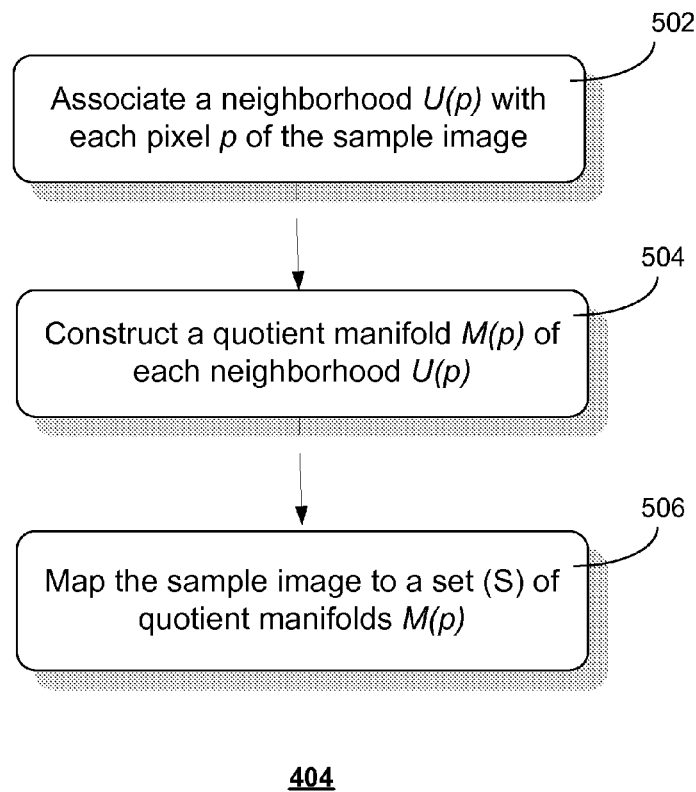 502
Associate a neighborhood U(p) with
each pixel p of the sample image
504
Construct a quotient manifold M(p) of
each neighborhood U(p)
506
Map the sample image to a set (S) of
quotient manifolds M(p)
404